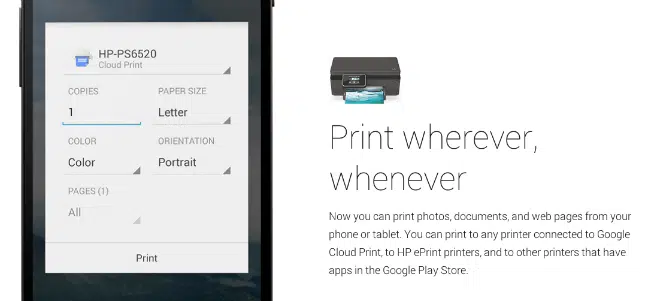 HP-PS6520
Cloud Print
COPIES PAPER SIZE
1 Letter
COLOR ORIENTATION
Color Portrait
PAGES (1)
All
Print
Print wherever,
whenever
Now you can print photos, documents, and web pages from your
phone or tablet. You can print to any printer connected to Google
Cloud Print, to HP ePrint printers, and to other printers that have
apps in the Google Play Store.